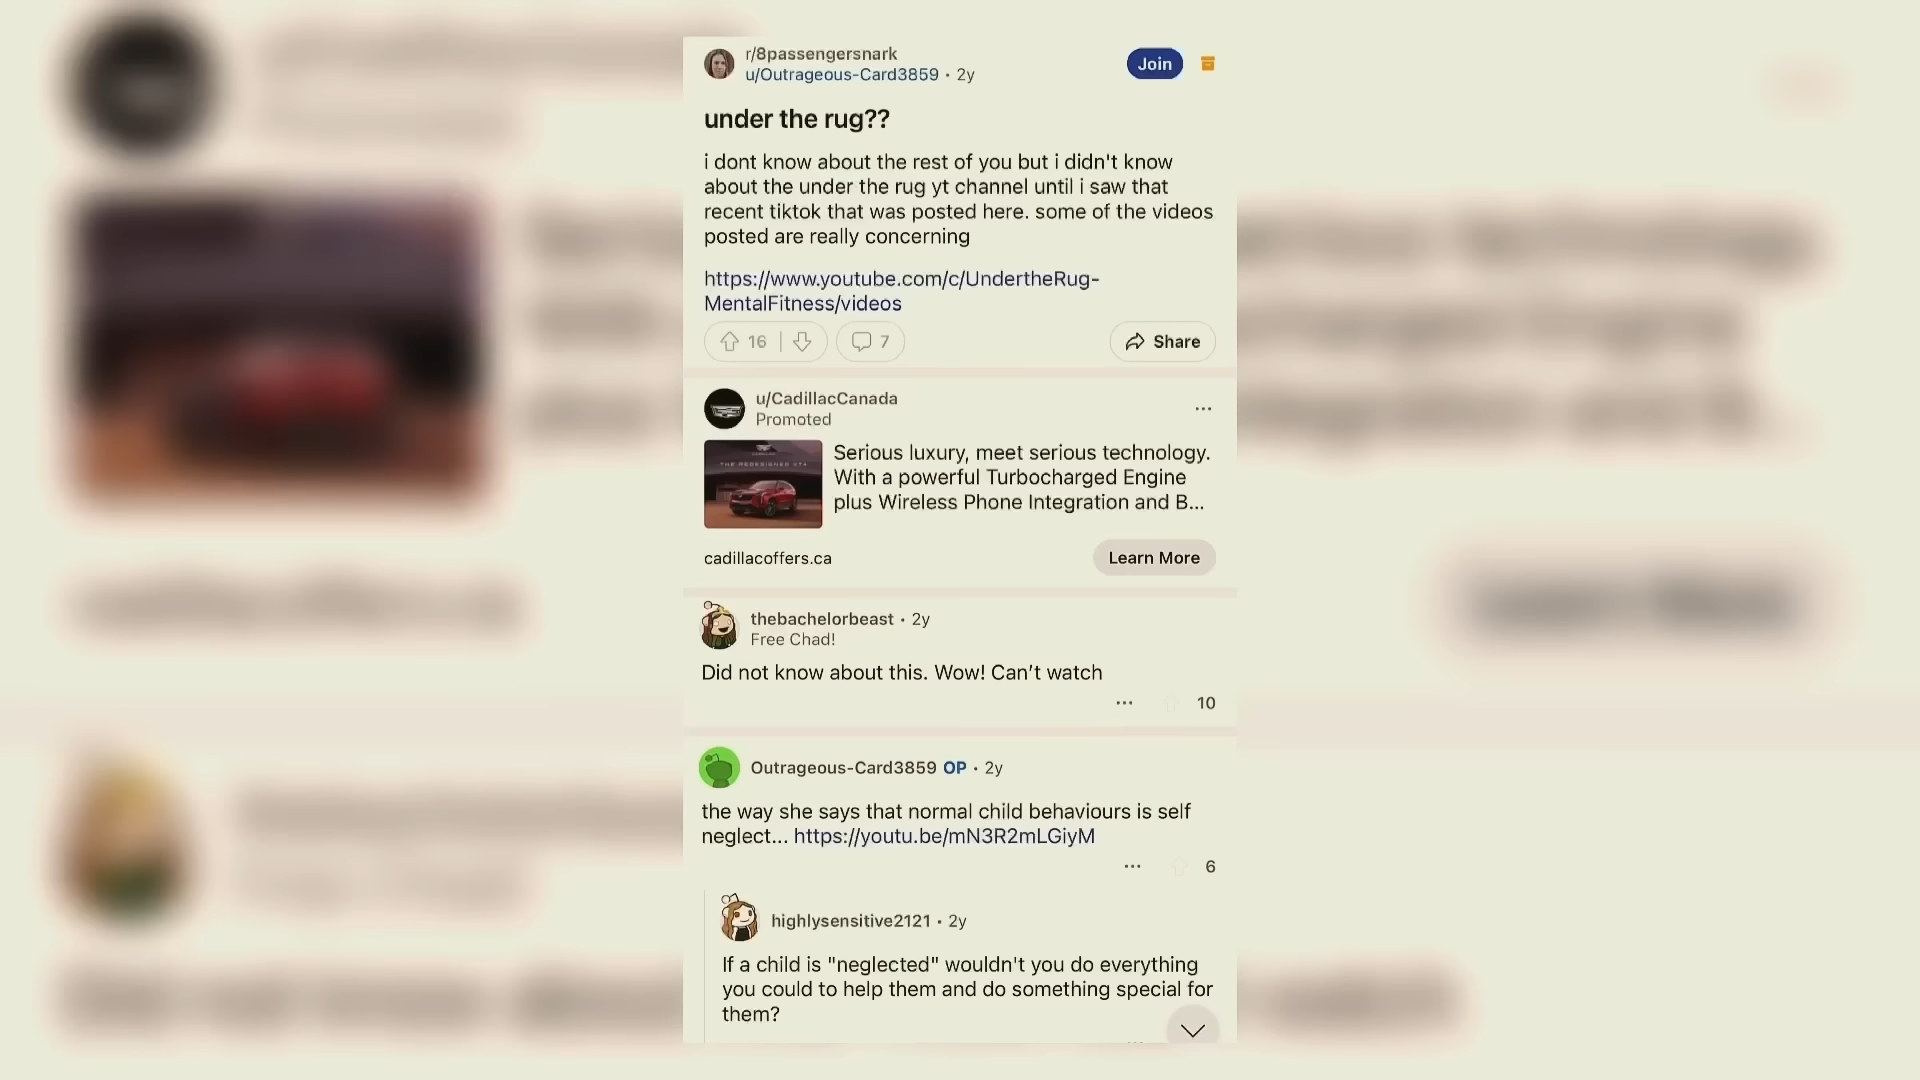 r/8passengersnark
u/Outrageous-Card3859 • 2y
Join
under the rug??
i dont know about the rest of you but i didn't know
about the under the rug yt channel until i saw that
recent tiktok that was posted here. some of the videos
posted are really concerning
https://www.youtube.com/c/UndertheRug-
MentalFitness/videos
16
7
Share
u/CadillacCanada
Promoted
THE REDESIGNED XT4
Serious luxury, meet serious technology.
With a powerful Turbocharged Engine
plus Wireless Phone Integration and B...
cadillacoffers.ca
Learn More
thebachelorbeast • 2y
Free Chad!
Did not know about this. Wow! Can't watch
10
Outrageous-Card3859 OP • 2y
the way she says that normal child behaviours is self
neglect... https://youtu.be/mN3R2mLGiyM
6
highlysensitive2121 • 2y
If a child is "neglected" wouldn't you do everything
you could to help them and do something special for
them?